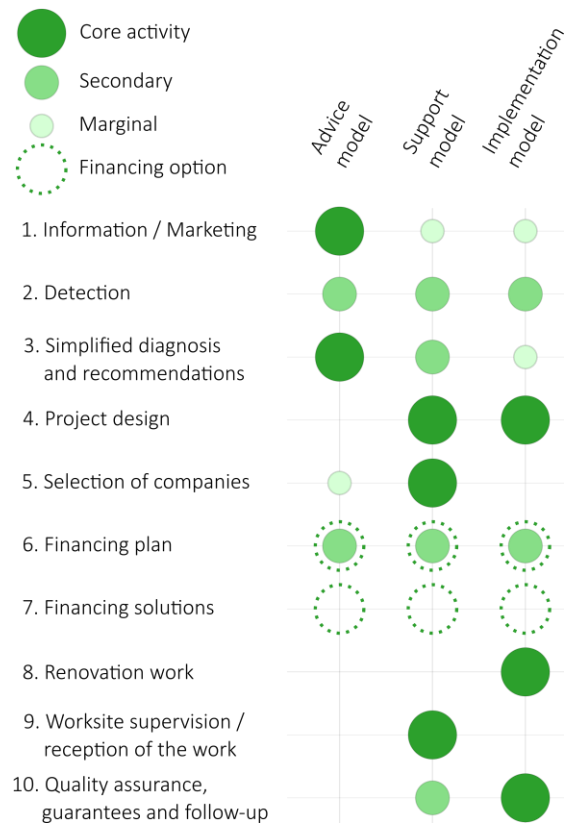 Core activity
Secondary
Marginal
Financing option
Advice
model
Support
model
Implementation
model
1. Information / Marketing
2. Detection
3. Simplified diagnosis
and recommendations
4. Project design
5. Selection of companies
6. Financing plan
7. Financing solutions
8. Renovation work
9. Worksite supervision /
reception of the work
10. Quality assurance,
guarantees and follow-up